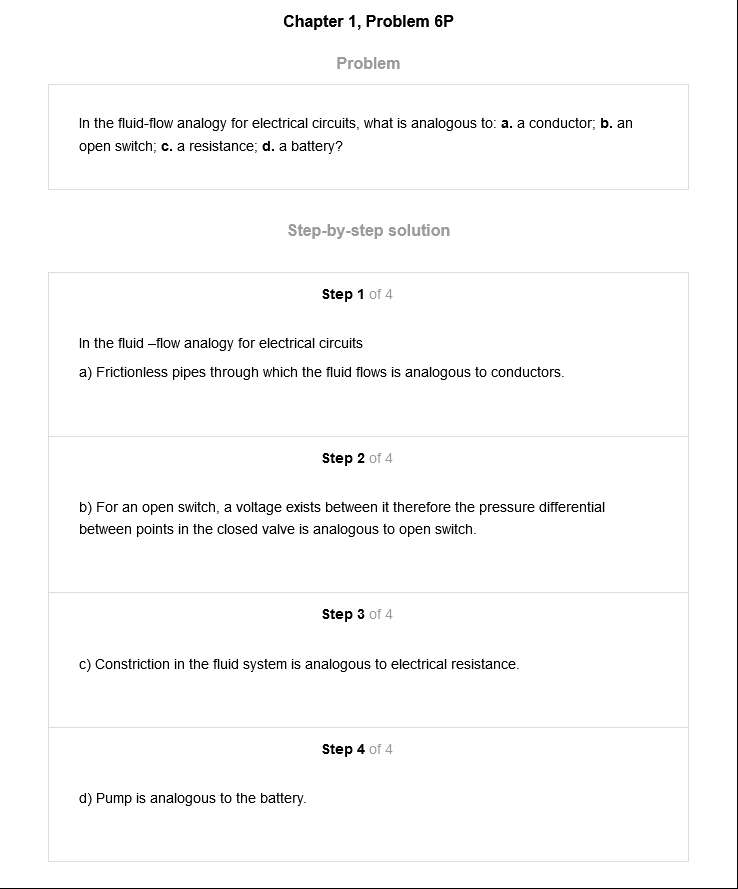 Chapter 1, Problem 6P
Problem
In the fluid-flow analogy for electrical circuits, what is analogous to: a. a conductor; b. an
open switch; c. a resistance; d. a battery?
Step-by-step solution
Step 1 of 4
In the fluid –flow analogy for electrical circuits
a) Frictionless pipes through which the fluid flows is analogous to conductors.
Step 2 of 4
b) For an open switch, a voltage exists between it therefore the pressure differential
between points in the closed valve is analogous to open switch.
Step 3 of 4
c) Constriction in the fluid system is analogous to electrical resistance.
Step 4 of 4
d) Pump is analogous to the battery.